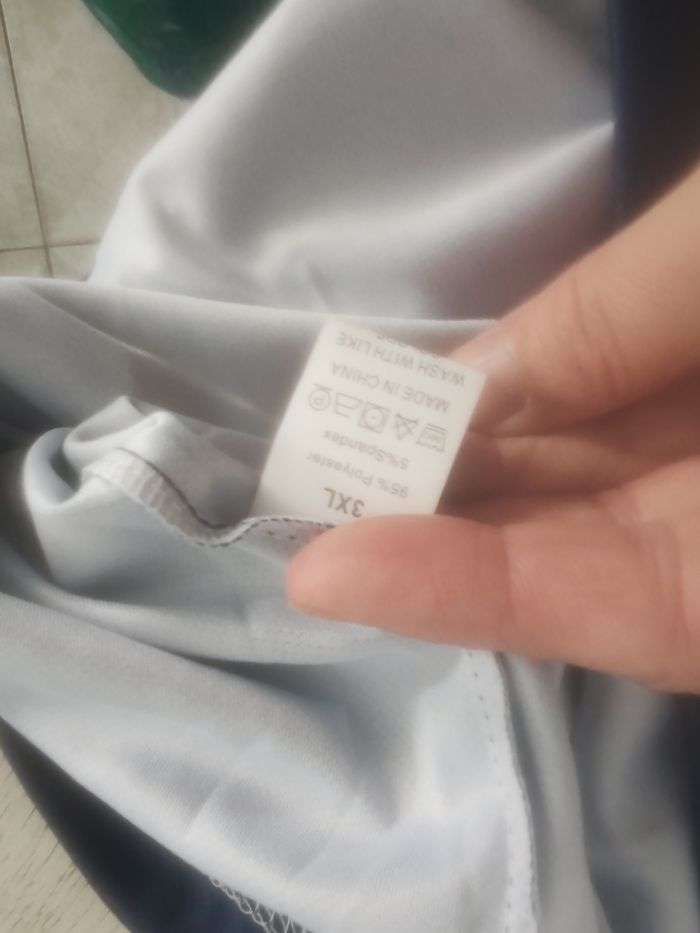 3XL
95% Polyester
5%Spandex
MADE IN CHINA
WASH WITH LIKE